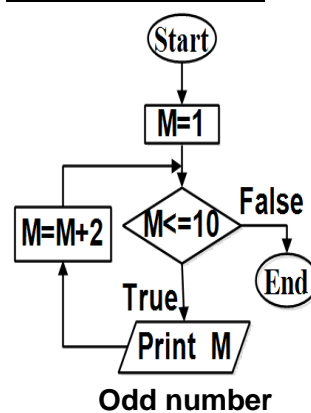 Start
M=1
M<=10
False
M=M+2
End
True
Print M
Odd number